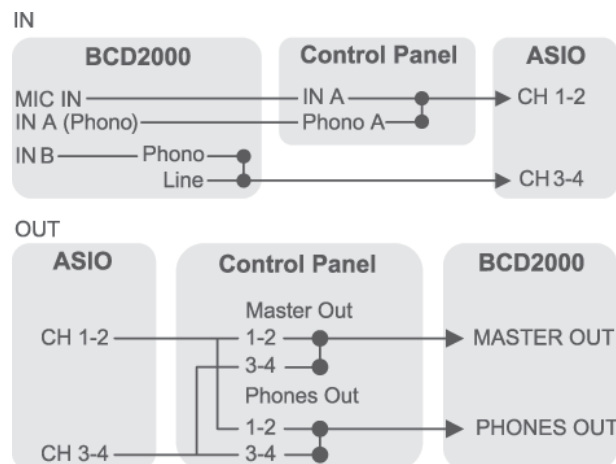 IN
BCD2000 Control Panel ASIO
MIC IN IN A CH 1-2
IN A (Phono) Phono A
IN B Phono
Line CH 3-4
OUT
ASIO Control Panel BCD2000
Master Out
CH 1-2 1-2 MASTER OUT
3-4
Phones Out
1-2 PHONES OUT
CH 3-4 3-4